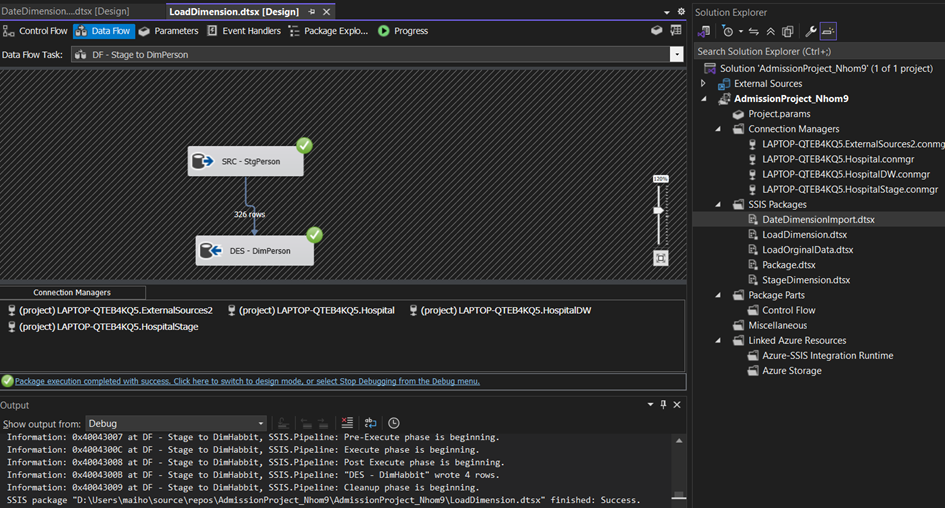 DateDimension....dtsx [Design]
LoadDimension.dtsx [Design]
Control Flow
Data Flow
Parameters
Event Handlers
Package Explo...
Progress
Data Flow Task:
DF - Stage to DimPerson
SRC - StgPerson
326 rows
DES - DimPerson
120%
Connection Managers
(project) LAPTOP-QTEB4KQ5.ExternalSources2
(project) LAPTOP-QTEB4KQ5.Hospital
(project) LAPTOP-QTEB4KQ5.HospitalDW
(project) LAPTOP-QTEB4KQ5.HospitalStage
Package execution completed with success. Click here to switch to design mode, or select Stop Debugging from the Debug menu.
Output
Show output from:
Debug
Information: 0x40043007 at DF - Stage to DimHabbit, SSIS.Pipeline: Pre-Execute phase is beginning.
Information: 0x4004300C at DF - Stage to DimHabbit, SSIS.Pipeline: Execute phase is beginning.
Information: 0x40043008 at DF - Stage to DimHabbit, SSIS.Pipeline: Post Execute phase is beginning.
Information: 0x4004300B at DF - Stage to DimHabbit, SSIS.Pipeline: "DES - DimHabbit" wrote 4 rows.
Information: 0x40043009 at DF - Stage to DimHabbit, SSIS.Pipeline: Cleanup phase is beginning.
SSIS package "D:\Users\maiho\source\repos\AdmissionProject_Nhom9\AdmissionProject_Nhom9\LoadDimension.dtsx" finished: Success.
Solution Explorer
Search Solution Explorer (Ctrl+;)
Solution 'AdmissionProject_Nhom9' (1 of 1 project)
External Sources
AdmissionProject_Nhom9
Project.params
Connection Managers
LAPTOP-QTEB4KQ5.ExternalSources2.conmg
LAPTOP-QTEB4KQ5.Hospital.conmgr
LAPTOP-QTEB4KQ5.HospitalDW.conmgr
LAPTOP-QTEB4KQ5.HospitalStage.conmgr
SSIS Packages
DateDimensionImport.dtsx
LoadDimension.dtsx
LoadOrginalData.dtsx
Package.dtsx
StageDimension.dtsx
Package Parts
Control Flow
Miscellaneous
Linked Azure Resources
Azure-SSIS Integration Runtime
Azure Storage